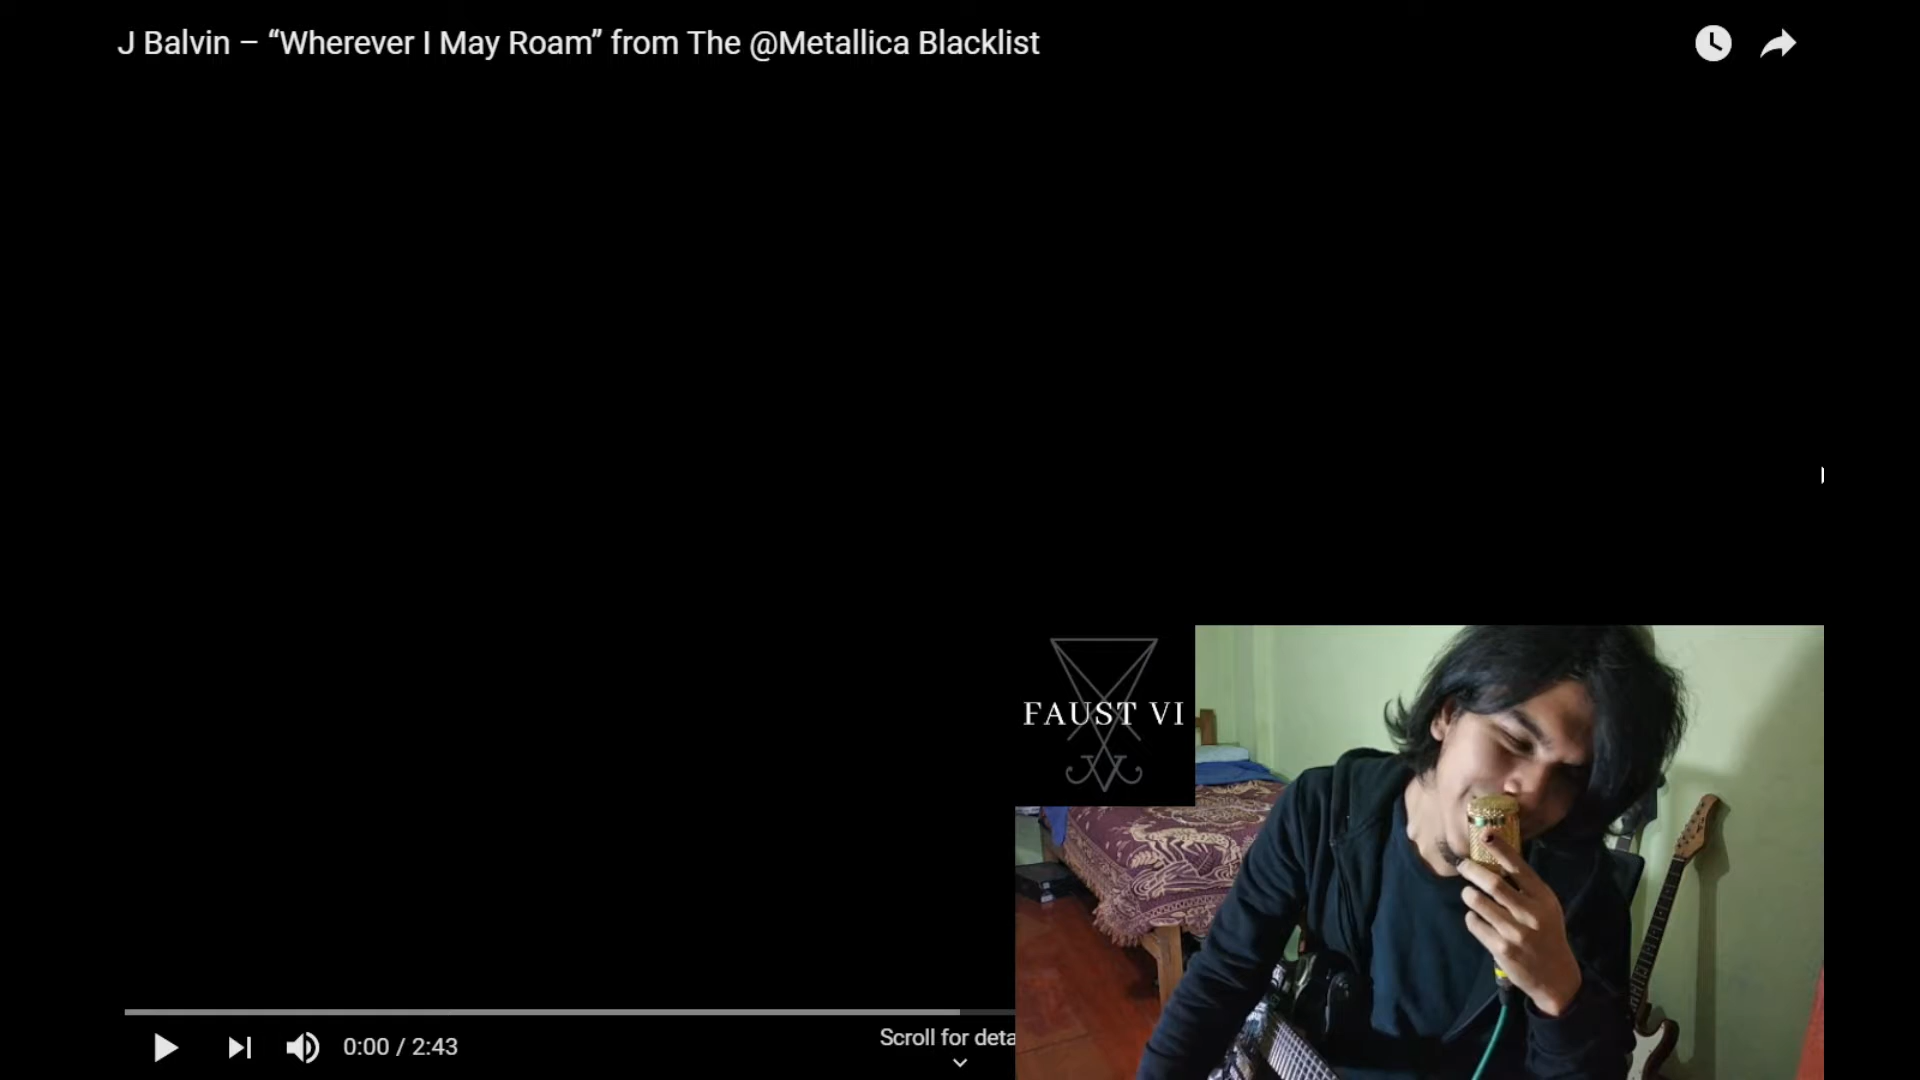 J Balvin – “Wherever I May Roam” from The @Metallica Blacklist
FAUST VI
Scroll for deta
0:00 / 2:43